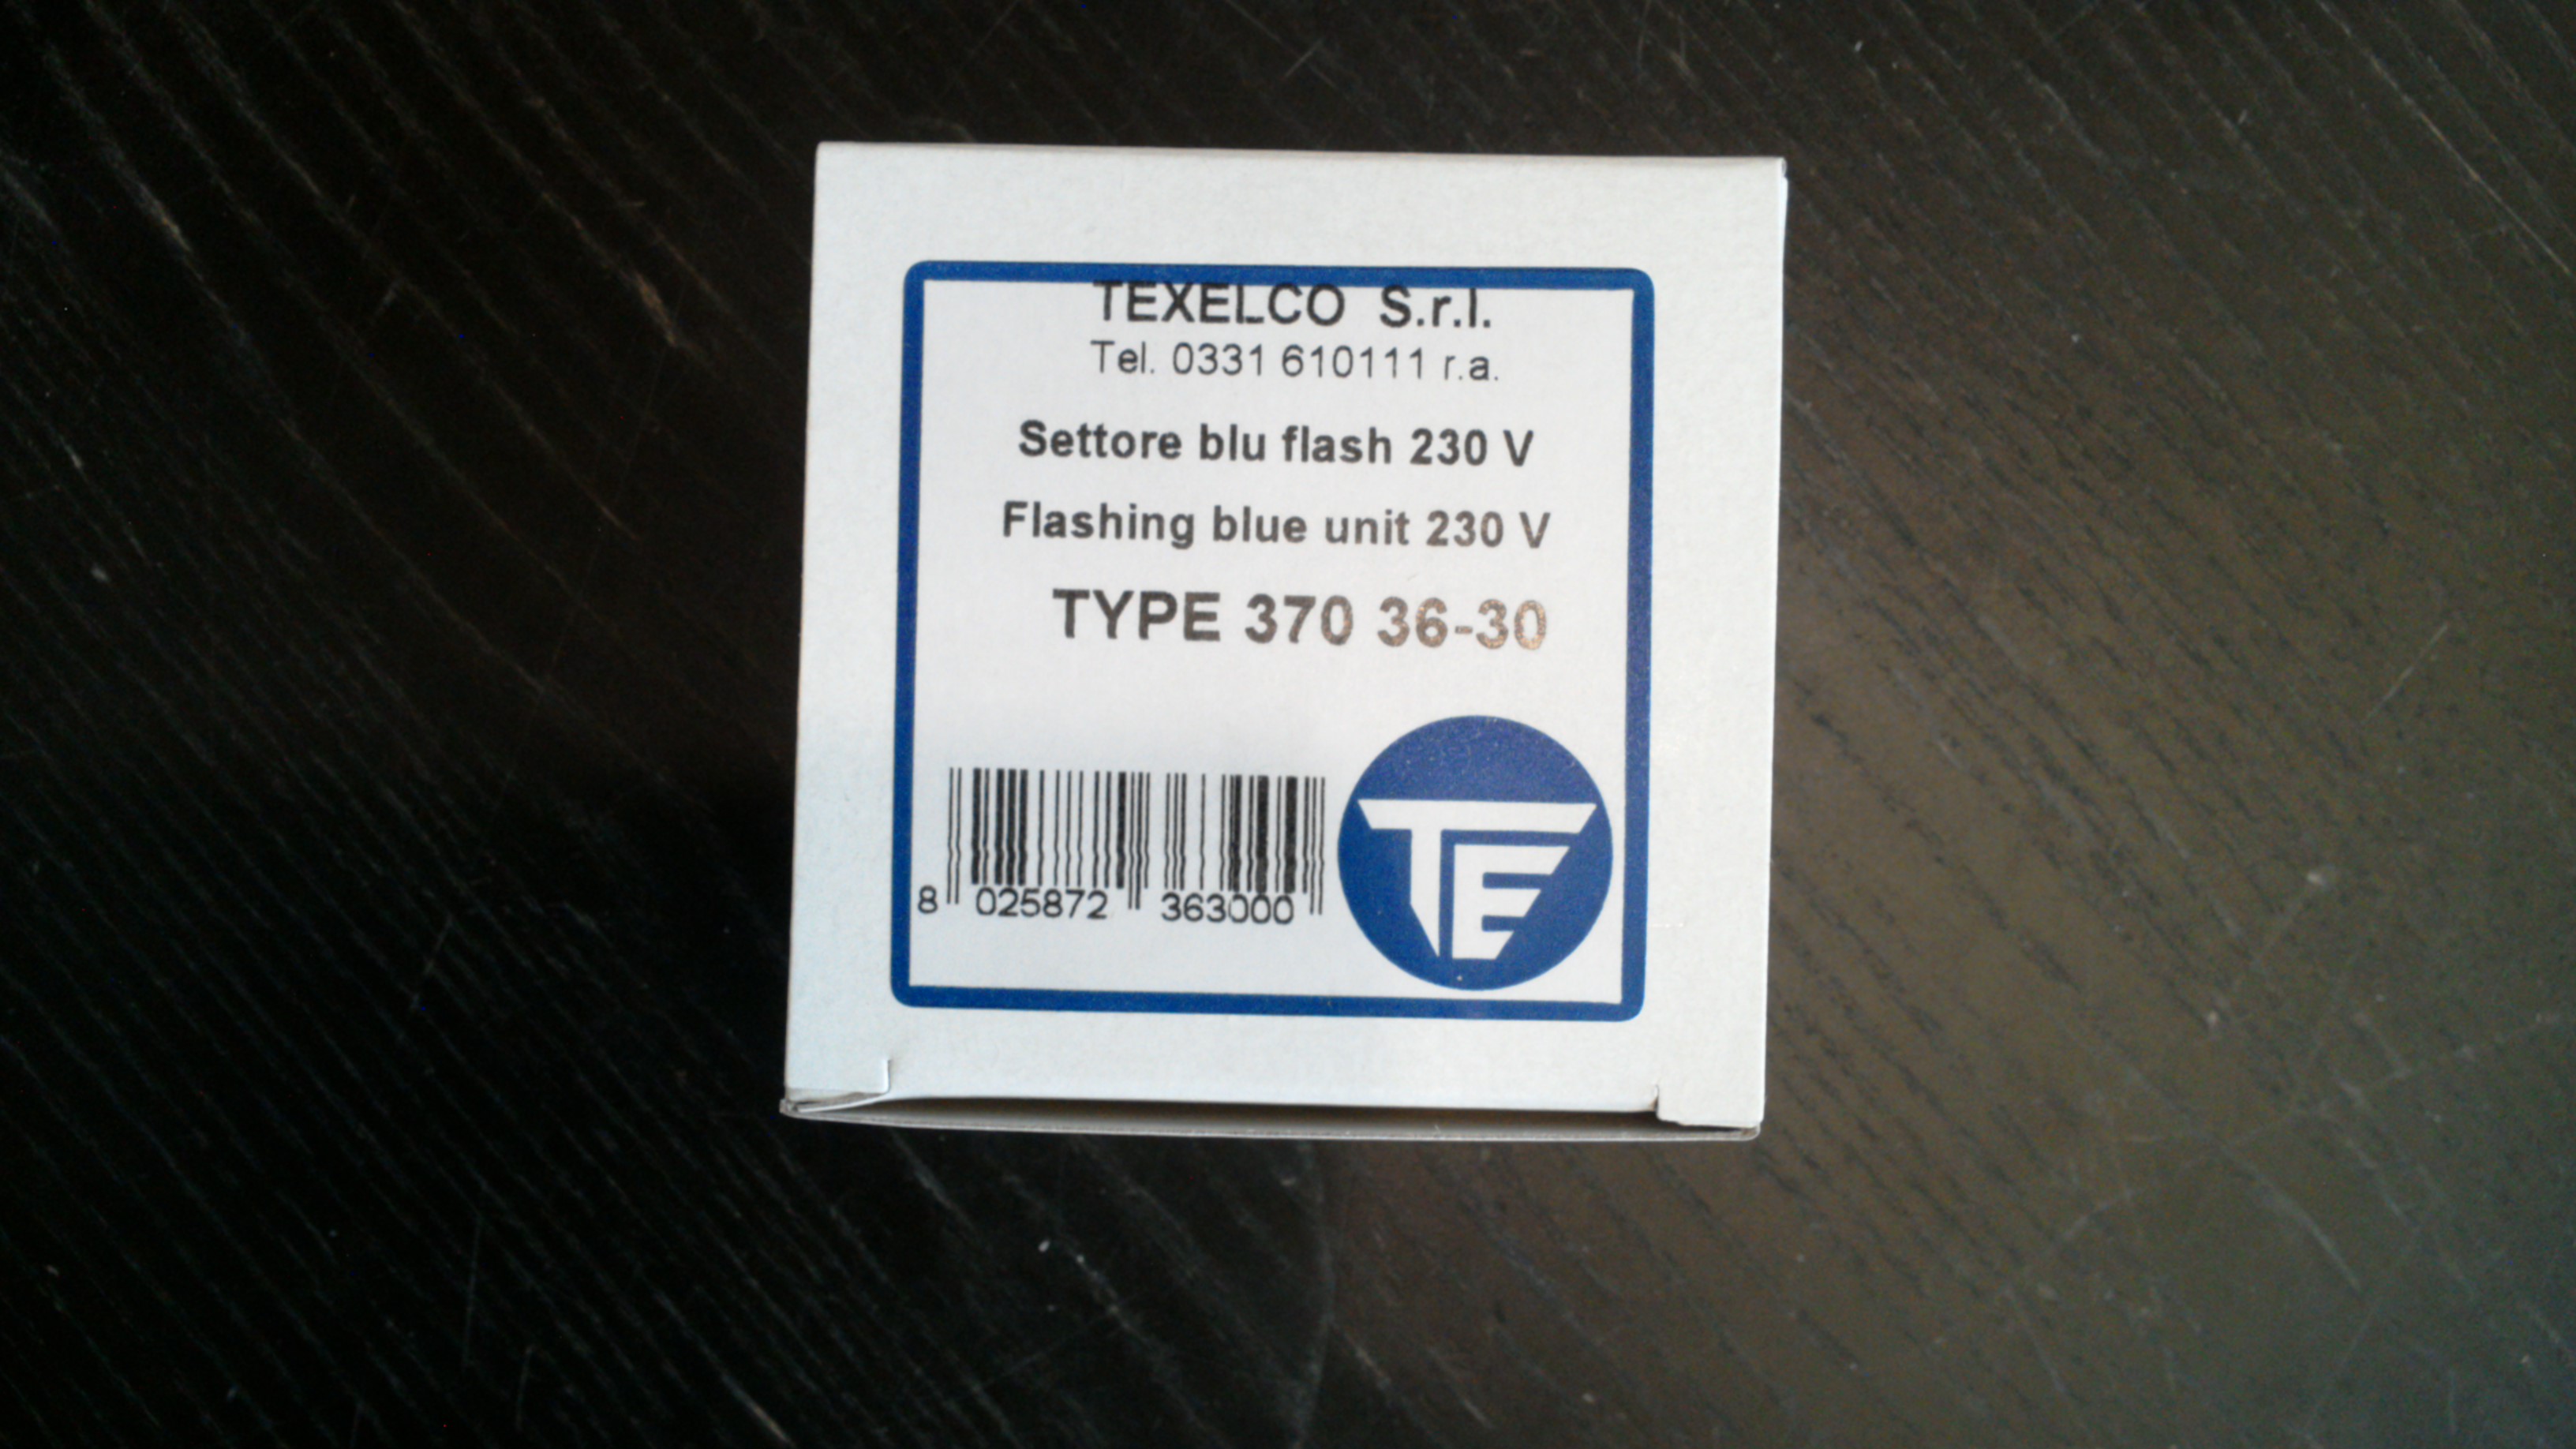 TEXELCO S.r.l.
Tel. 0331 610111 r.a.
Settore blu flash 230 V
Flashing blue unit 230 V
TYPE 370 36-30
8 025872 363000
TE